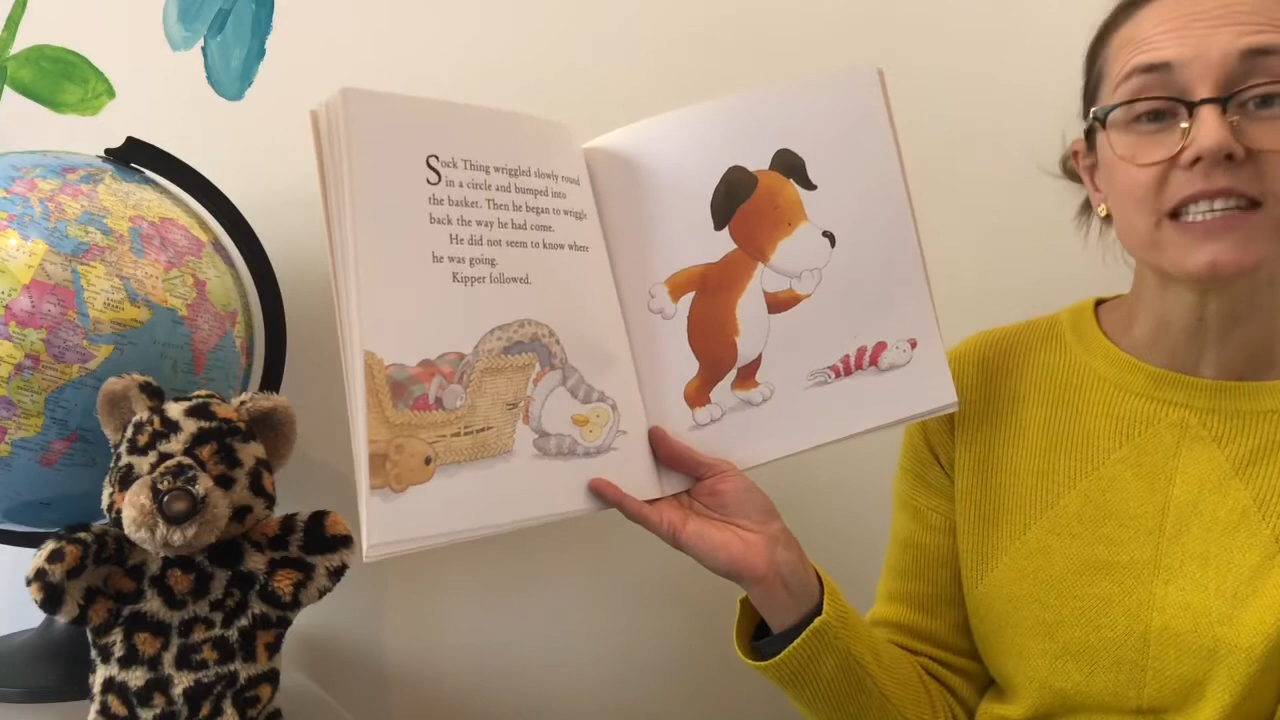 Sock Thing wriggled slowly round
in a circle and bumped into
the basket. Then he began to wriggle
back the way he had come.
He did not seem to know where
he was going.
Kipper followed.